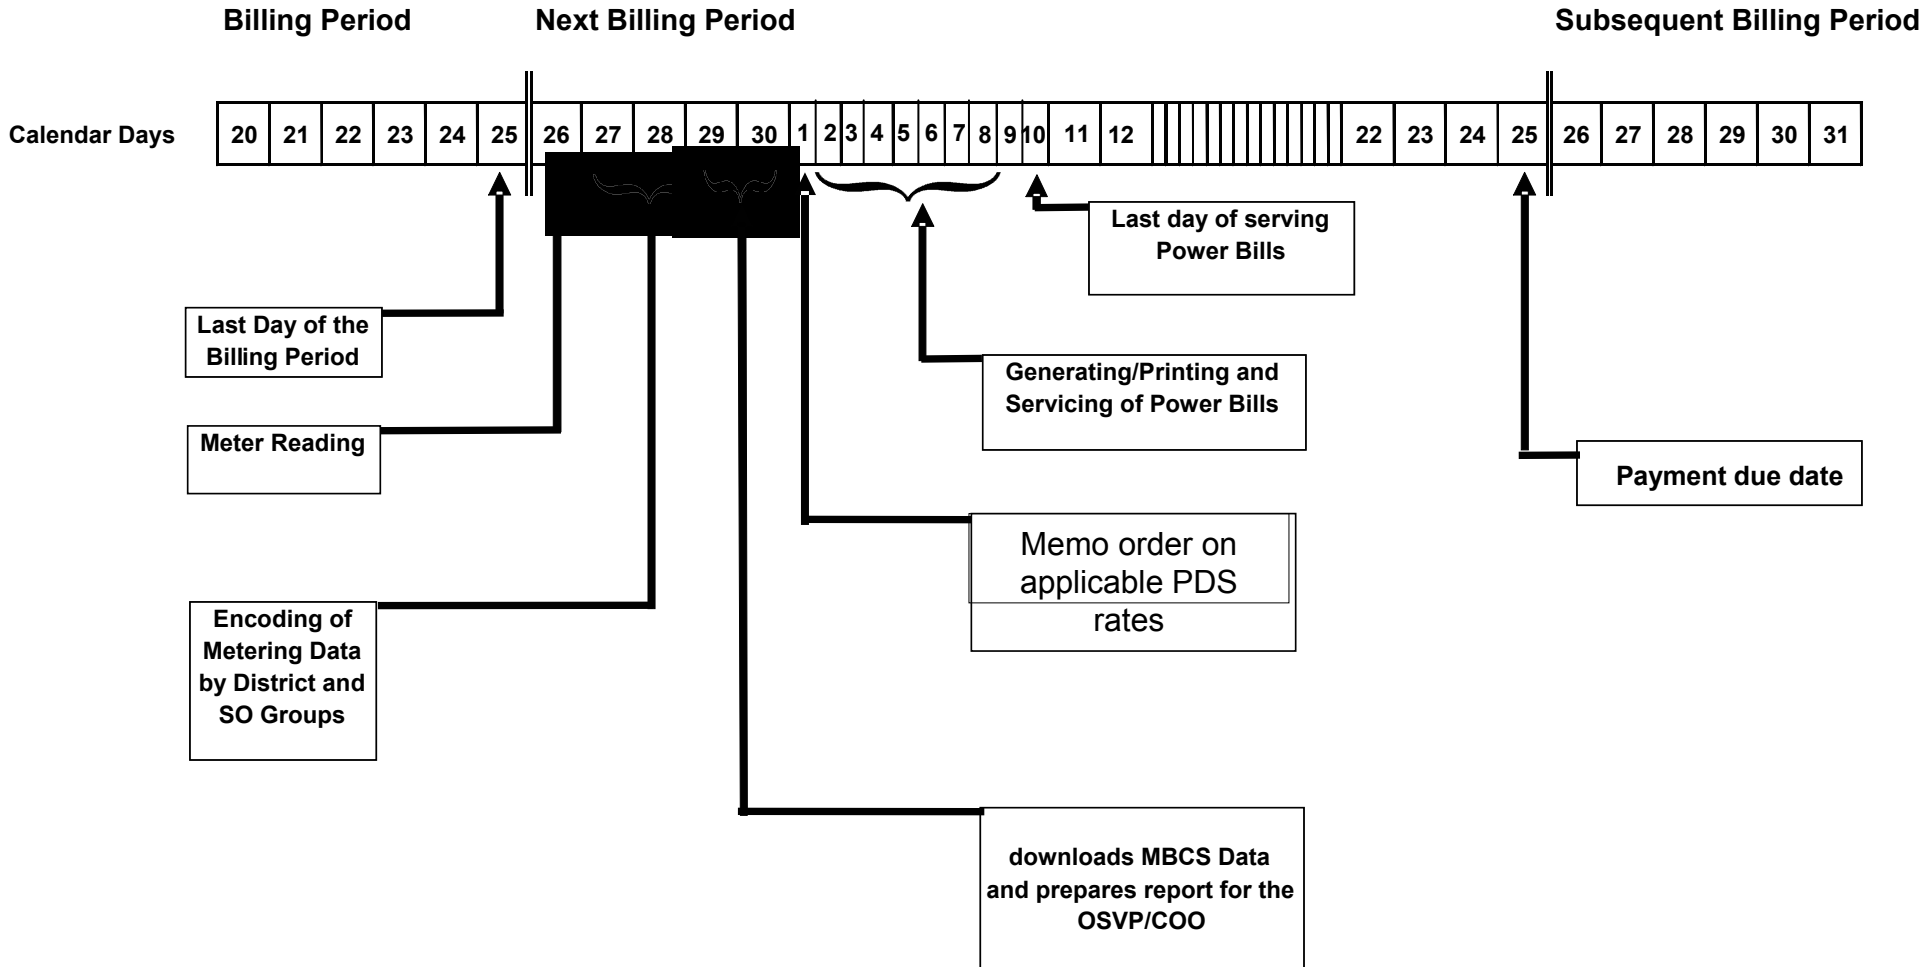 Billing Period Next Billing Period Subsequent Billing Period
Calendar Days 20 21 22 23 24 25 26 27 28 29 30 1 2 3 4 5 6 7 8 9 10 11 12 22 23 24 25 26 27 28 29 30 31
Last day of serving
Power Bills
Last Day of the
Billing Period
Generating/Printing and
Servicing of Power Bills
Meter Reading
Payment due date
Memo order on
applicable PDS
rates
Encoding of
Metering Data
by District and
SO Groups
downloads MBCS Data
and prepares report for the
OSVP/COO